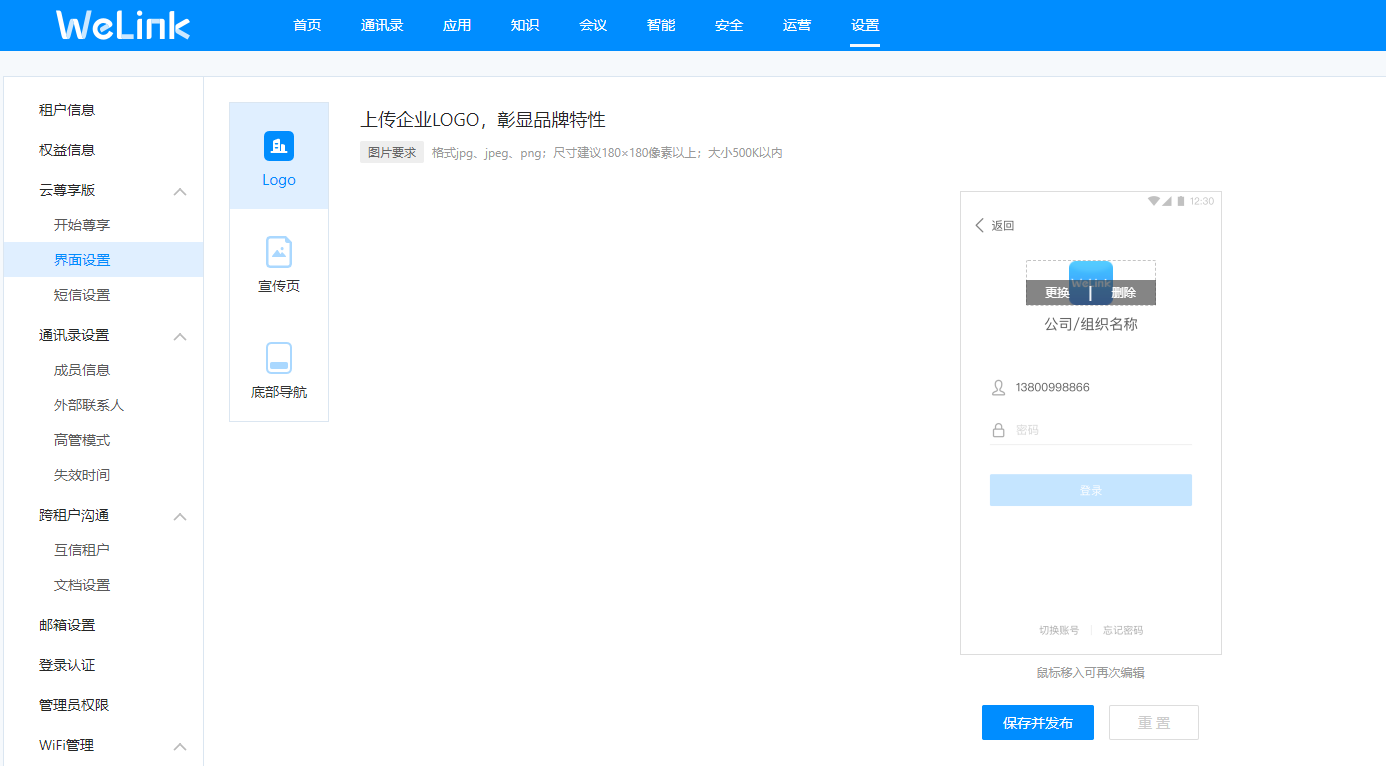 WeLink
首页 通讯录 应用 知识 会议 智能 安全 运营 设置
租户信息
权益信息
云尊享版
开始尊享
界面设置
短信设置
通讯录设置
成员信息
外部联系人
高管模式
失效时间
跨租户沟通
互信租户
文档设置
邮箱设置
登录认证
管理员权限
WiFi管理
Logo
宣传页
底部导航
上传企业LOGO，彰显品牌特性
图片要求 格式jpg、jpeg、png；尺寸建议180×180像素以上；大小500K以内
12:30
返回
WeLink
更换 | 删除
公司/组织名称
13800998866
密码
登录
切换账号 | 忘记密码
鼠标移入可再次编辑
保存并发布 重置